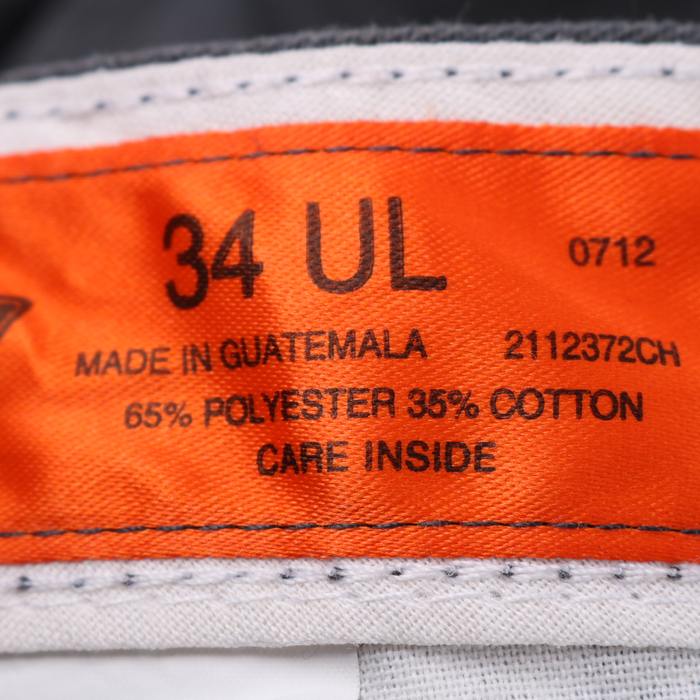 34 UL 0712
MADE IN GUATEMALA 2112372CH
65% POLYESTER 35% COTTON
CARE INSIDE